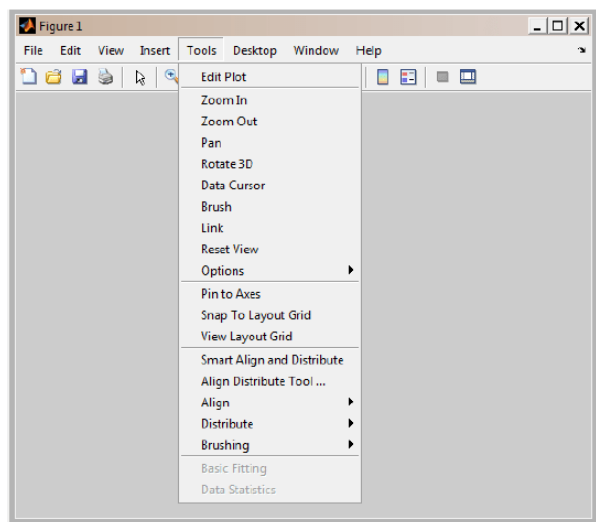 Figure 1
File Edit View Insert Tools Desktop Window Help
Edit Plot
Zoom In
Zoom Out
Pan
Rotate 3D
Data Cursor
Brush
Link
Reset View
Options
Pin to Axes
Snap To Layout Grid
View Layout Grid
Smart Align and Distribute
Align Distribute Tool ...
Align
Distribute
Brushing
Basic Fitting
Data Statistics